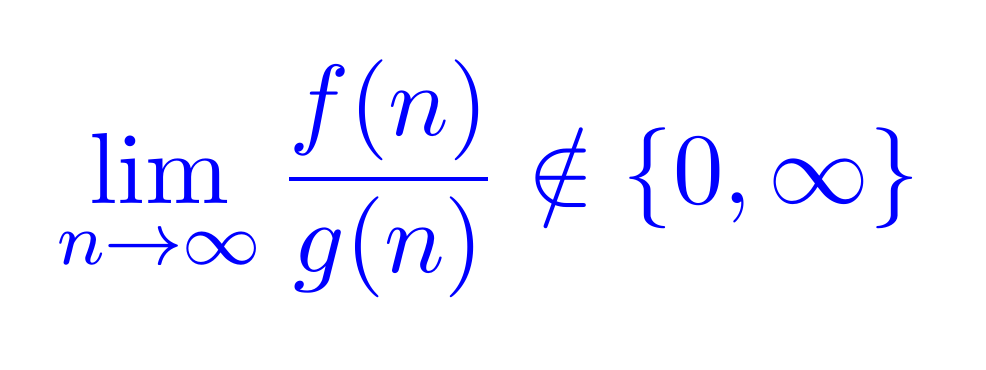 lim_{n→∞} f(n)/g(n) ∉ {0, ∞}